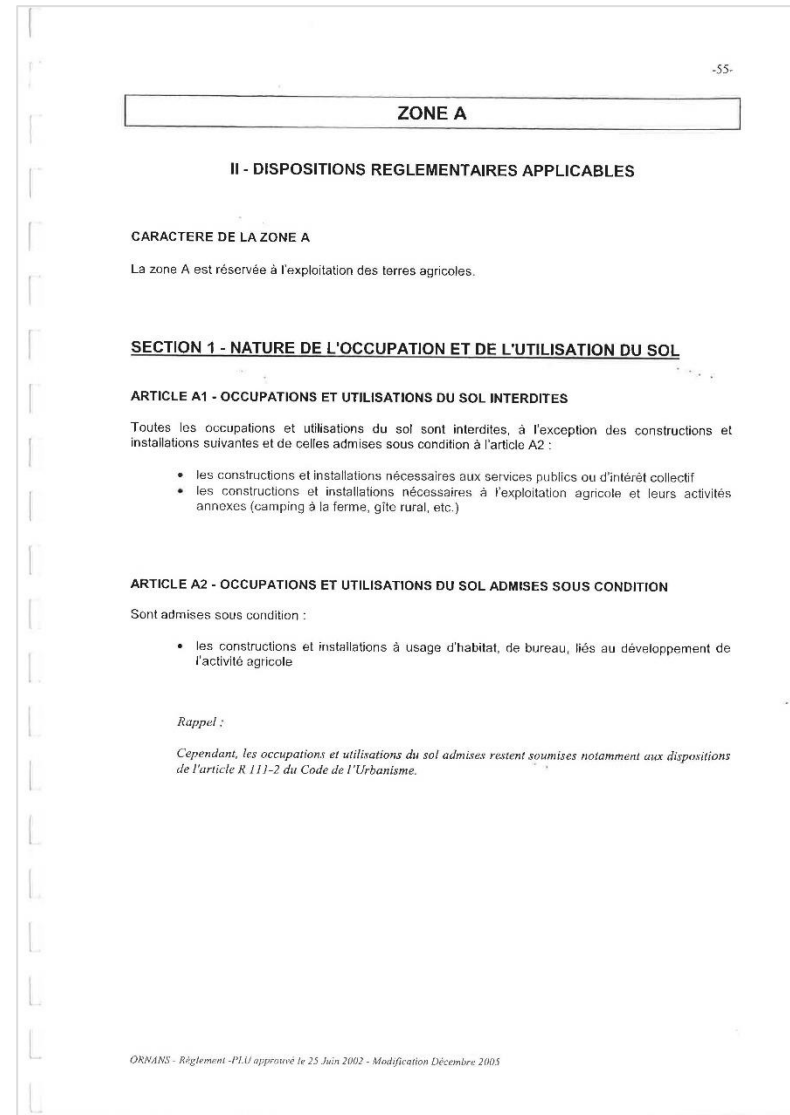 -55-
ZONE A
II - DISPOSITIONS REGLEMENTAIRES APPLICABLES
CARACTERE DE LA ZONE A
La zone A est réservée à l'exploitation des terres agricoles.
SECTION 1 - NATURE DE L'OCCUPATION ET DE L'UTILISATION DU SOL
ARTICLE A1 - OCCUPATIONS ET UTILISATIONS DU SOL INTERDITES
Toutes les occupations et utilisations du sol sont interdites, à l'exception des constructions et
installations suivantes et de celles admises sous condition à l'article A2 :
• les constructions et installations nécessaires aux services publics ou d'intérêt collectif
• les constructions et installations nécessaires à l'exploitation agricole et leurs activités
annexes (camping à la ferme, gîte rural, etc.)
ARTICLE A2 - OCCUPATIONS ET UTILISATIONS DU SOL ADMISES SOUS CONDITION
Sont admises sous condition :
• les constructions et installations à usage d'habitat, de bureau, liés au développement de
l'activité agricole
Rappel :
Cependant, les occupations et utilisations du sol admises restent soumises notamment aux dispositions
de l'article R 111-2 du Code de l'Urbanisme.
ORNANS - Règlement -PLU approuvé le 25 Juin 2002 - Modification Décembre 2005